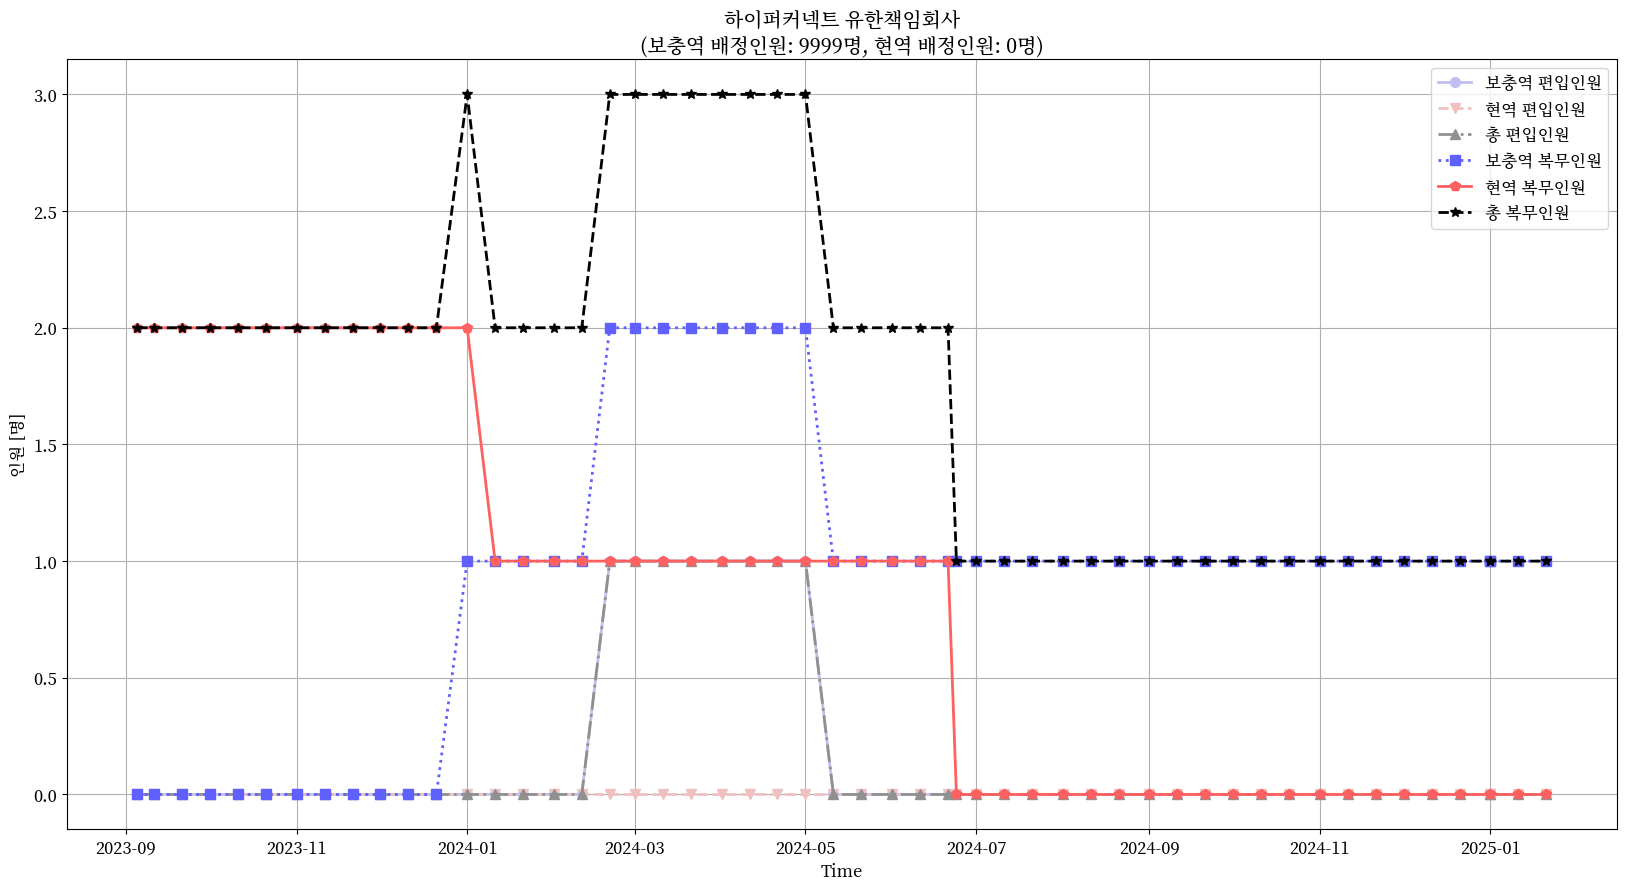 하이퍼커넥트 유한책임회사
(보충역 배정인원: 9999명, 현역 배정인원: 0명)
보충역 편입인원
현역 편입인원
총 편입인원
보충역 복무인원
현역 복무인원
총 복무인원
인원 [명]
3.0
2.5
2.0
1.5
1.0
0.5
0.0
2023-09 2023-11 2024-01 2024-03 2024-05 2024-07 2024-09 2024-11 2025-01
Time